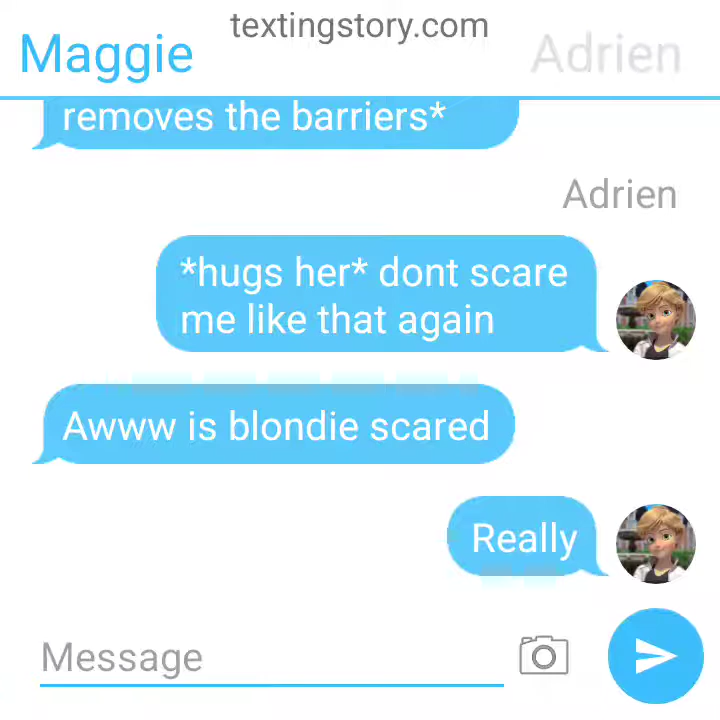 textingstory.com
Maggie
Adrien
removes the barriers*
Adrien
*hugs her* dont scare
me like that again
Awww is blondie scared
Really
Message